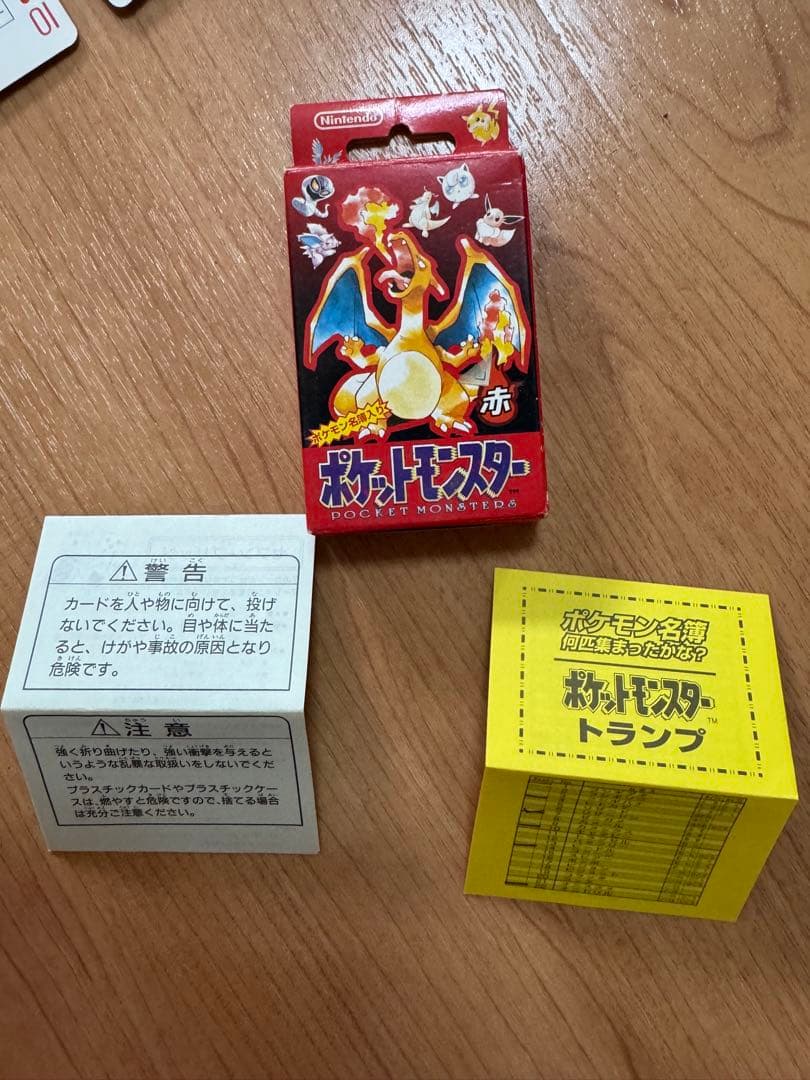 10
Nintendo
赤
ポケモン名簿入り
ポケットモンスター
TM
POCKET MONSTERS
警告
カードを人や物に向けて、投げ
ないでください。目や体に当た
ると、けがや事故の原因となり
危険です。
注意
強く折り曲げたり、強い衝撃を与えると
いうような乱暴な取扱いをしないでくだ
さい。
プラスチックカードやプラスチックケー
スは、燃やすと危険ですので、捨てる場合
は充分ご注意ください。
ポケモン名簿
何匹集まったかな?
ポケットモンスター
TM
トランプ